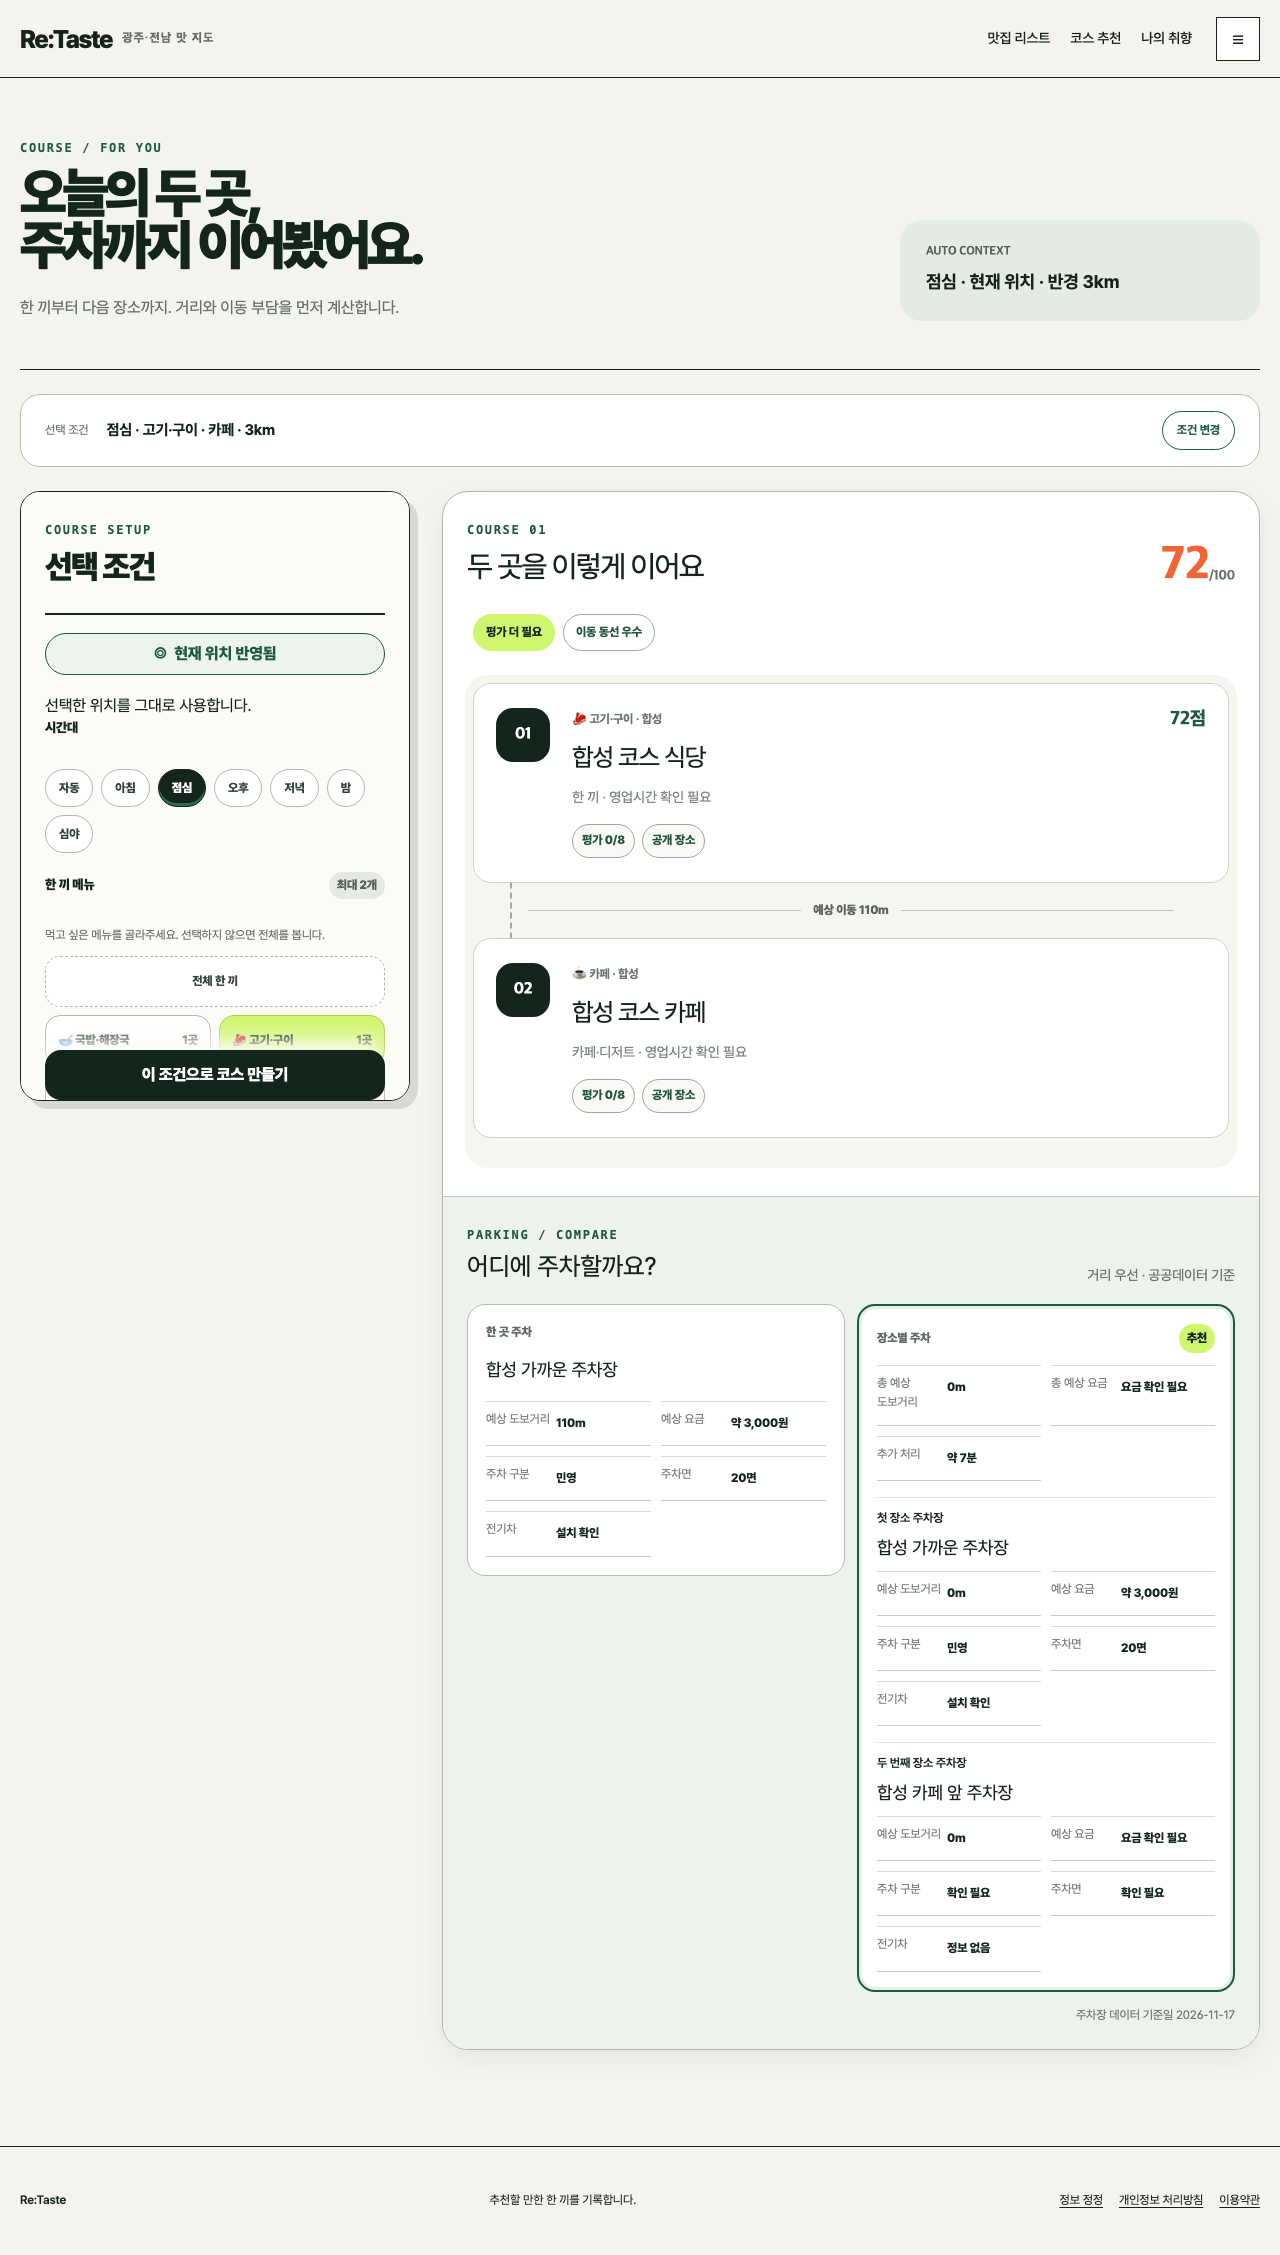 Re:Taste 광주·전남 맛 지도
맛집 리스트 코스 추천 나의 취향
COURSE / FOR YOU
오늘의 두 곳,
주차까지 이어봤어요.
한 끼부터 다음 장소까지. 거리와 이동 부담을 먼저 계산합니다.
AUTO CONTEXT
점심 · 현재 위치 · 반경 3km
선택 조건 점심 · 고기·구이 · 카페 · 3km
조건 변경
COURSE SETUP
선택 조건
◎ 현재 위치 반영됨
선택한 위치를 그대로 사용합니다.
시간대
자동 아침 점심 오후 저녁 밤
심야
한 끼 메뉴 최대 2개
먹고 싶은 메뉴를 골라주세요. 선택하지 않으면 전체를 봅니다.
전체 한 끼
국밥·해장국 1곳 고기·구이 1곳
이 조건으로 코스 만들기
COURSE 01
두 곳을 이렇게 이어요
72/100
평가 더 필요 이동 동선 우수
01
고기·구이 · 합성
72점
합성 코스 식당
한 끼 · 영업시간 확인 필요
평가 0/8 공개 장소
예상 이동 110m
02
카페 · 합성
합성 코스 카페
카페·디저트 · 영업시간 확인 필요
평가 0/8 공개 장소
PARKING / COMPARE
어디에 주차할까요?
거리 우선 · 공공데이터 기준
한 곳 주차
합성 가까운 주차장
예상 도보거리 110m 예상 요금 약 3,000원
주차 구분 민영 주차면 20면
전기차 설치 확인
장소별 주차 추천
총 예상 도보거리 0m 총 예상 요금 요금 확인 필요
추가 처리 약 7분
첫 장소 주차장
합성 가까운 주차장
예상 도보거리 0m 예상 요금 약 3,000원
주차 구분 민영 주차면 20면
전기차 설치 확인
두 번째 장소 주차장
합성 카페 앞 주차장
예상 도보거리 0m 예상 요금 요금 확인 필요
주차 구분 확인 필요 주차면 확인 필요
전기차 정보 없음
주차장 데이터 기준일 2026-11-17
Re:Taste
추천할 만한 한 끼를 기록합니다.
정보 정정 개인정보 처리방침 이용약관